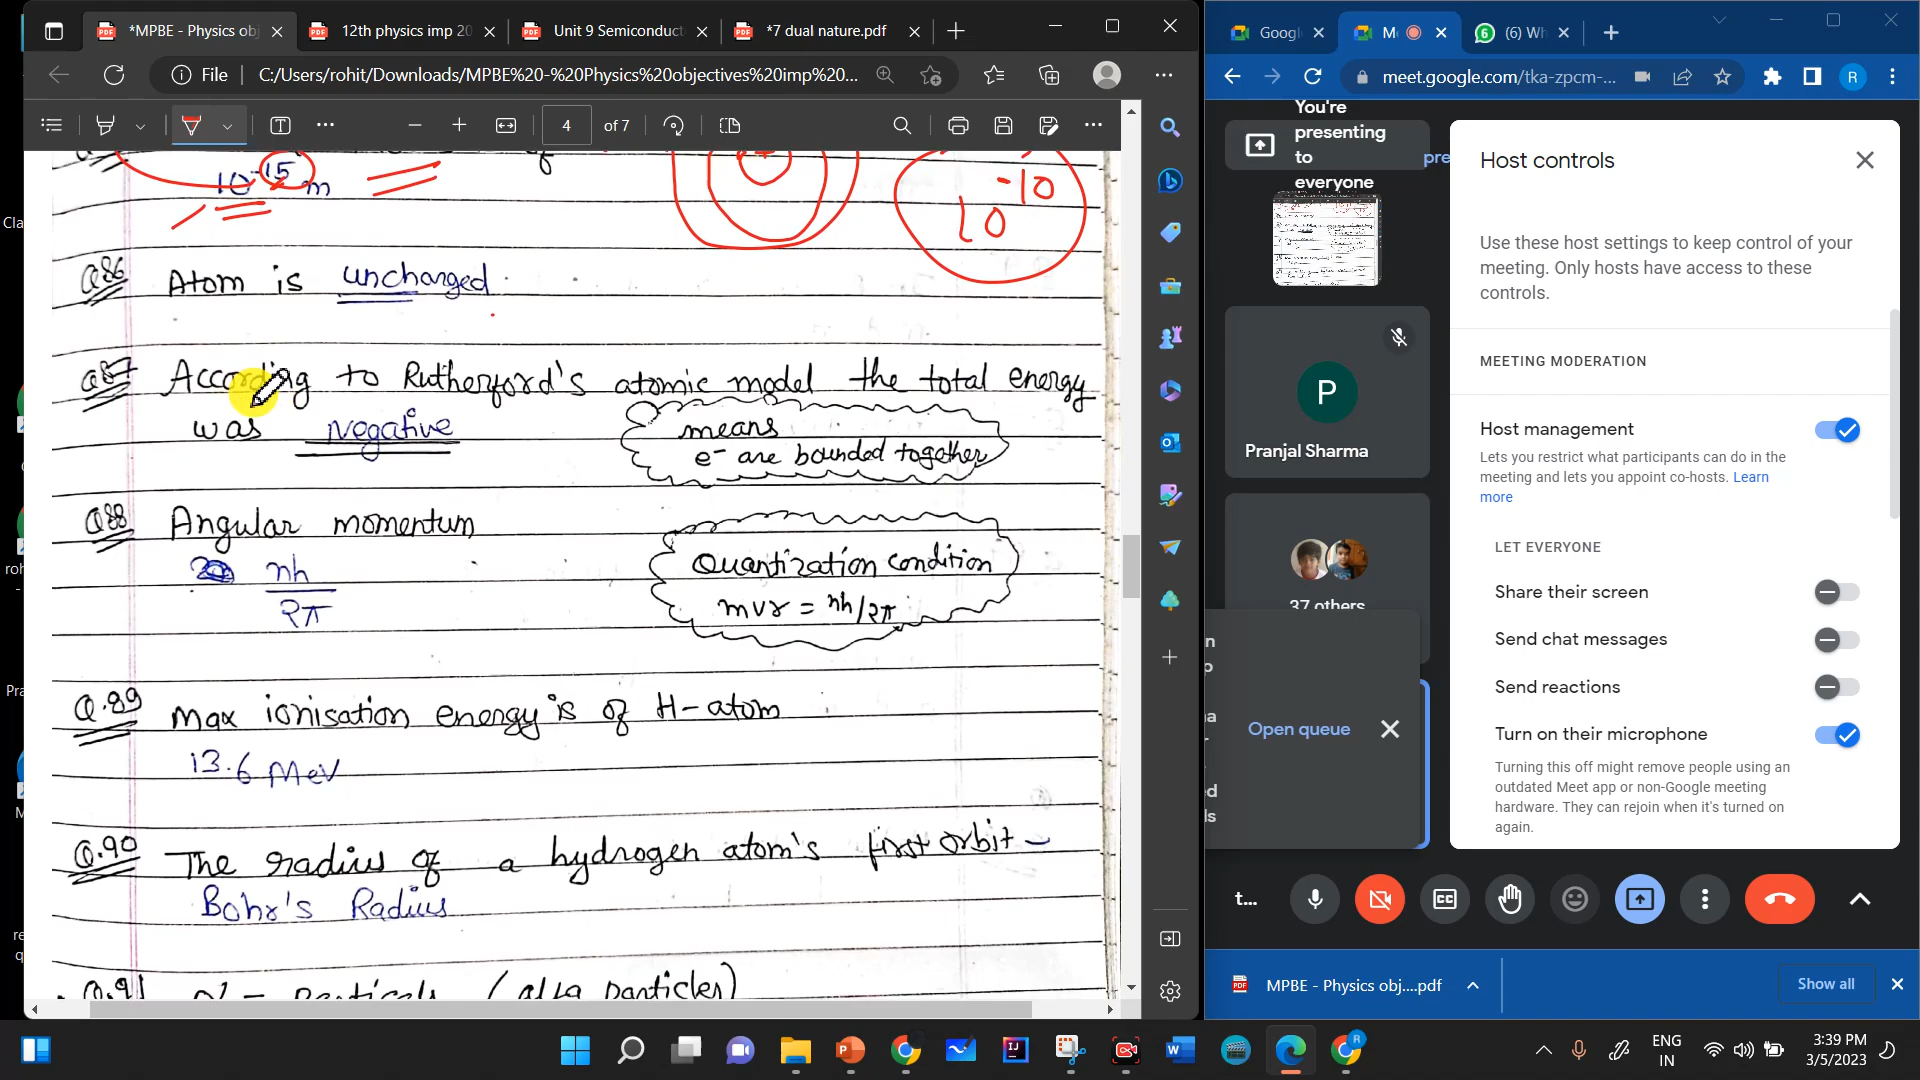 *MPBE - Physics obj
12th physics imp 20
Unit 9 Semiconduct
*7 dual nature.pdf
File
C:/Users/rohit/Downloads/MPBE%20-%20Physics%20objectives%20imp%20...
4 of 7
10^-15 m
10^-10
Q86 Atom is uncharged.
Q87 According to Rutherford's atomic model the total energy
was Negative
means
e- are bounded together
Q88 Angular momentum
nh
2π
Quantization condition
mvr = nh/2π
Q.89 Max ionisation energy is of H-atom
13.6 MeV
Q.90 The radius of a hydrogen atom's first orbit -
Bohr's Radius
Q.91
Googl
M
(6) Wh
meet.google.com/tka-zpcm-...
R
You're
presenting
to
everyone
pre
P
Pranjal Sharma
37 others
Open queue
Host controls
Use these host settings to keep control of your
meeting. Only hosts have access to these
controls.
MEETING MODERATION
Host management
Lets you restrict what participants can do in the
meeting and lets you appoint co-hosts. Learn
more
LET EVERYONE
Share their screen
Send chat messages
Send reactions
Turn on their microphone
Turning this off might remove people using an
outdated Meet app or non-Google meeting
hardware. They can rejoin when it's turned on
again.
t...
MPBE - Physics obj....pdf
Show all
ENG
IN
3:39 PM
3/5/2023